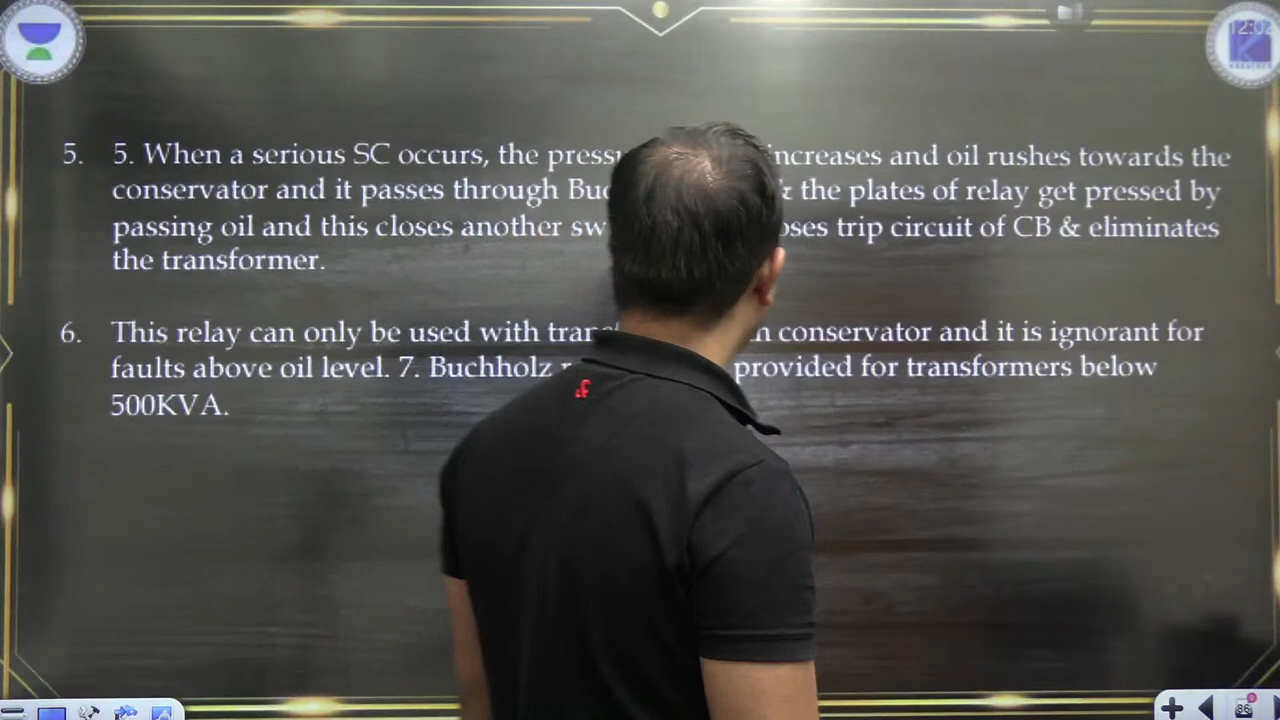 12:02
5. 5. When a serious SC occurs, the increases and oil rushes towards the
conservator and it passes through & the plates of relay get pressed by
passing oil and this closes another trip circuit of CB & eliminates
the transformer.
6. This relay can only be used with conservator and it is ignorant for
faults above oil level. 7. Buchholz provided for transformers below
500KVA.
86